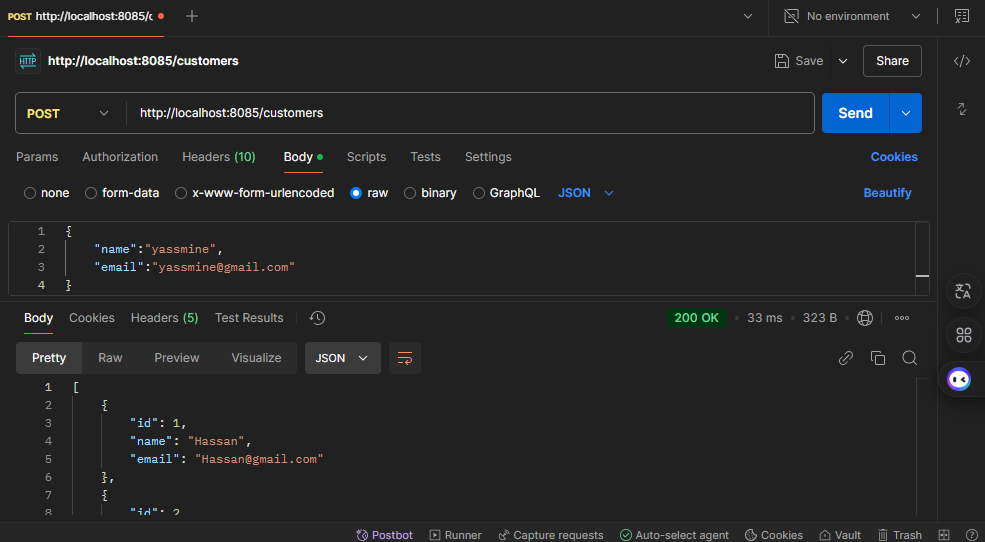 POST http://localhost:8085/c
No environment
HTTP http://localhost:8085/customers
Save
Share
POST http://localhost:8085/customers
Send
Params Authorization Headers (10) Body Scripts Tests Settings Cookies
none form-data x-www-form-urlencoded raw binary GraphQL JSON Beautify
1 {
2 "name":"yassmine",
3 "email":"yassmine@gmail.com"
4 }
Body Cookies Headers (5) Test Results 200 OK • 33 ms • 323 B •
Pretty Raw Preview Visualize JSON
1 [
2 {
3 "id": 1,
4 "name": "Hassan",
5 "email": "Hassan@gmail.com"
6 },
7 {
8 "id": 2
Postbot Runner Capture requests Auto-select agent Cookies Vault Trash